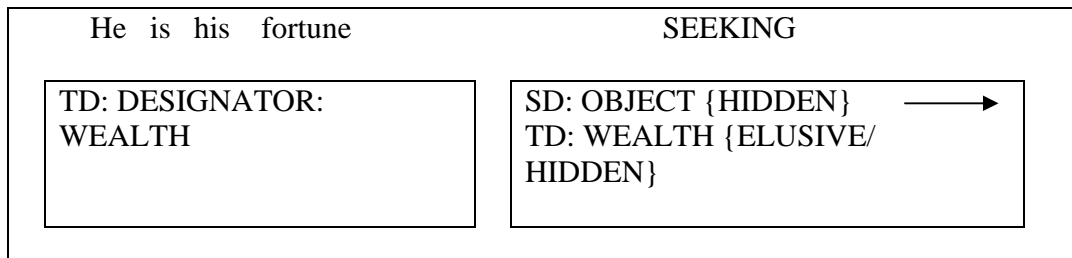 He is his fortune SEEKING
TD: DESIGNATOR:
WEALTH
SD: OBJECT {HIDDEN}
TD: WEALTH {ELUSIVE/
HIDDEN}